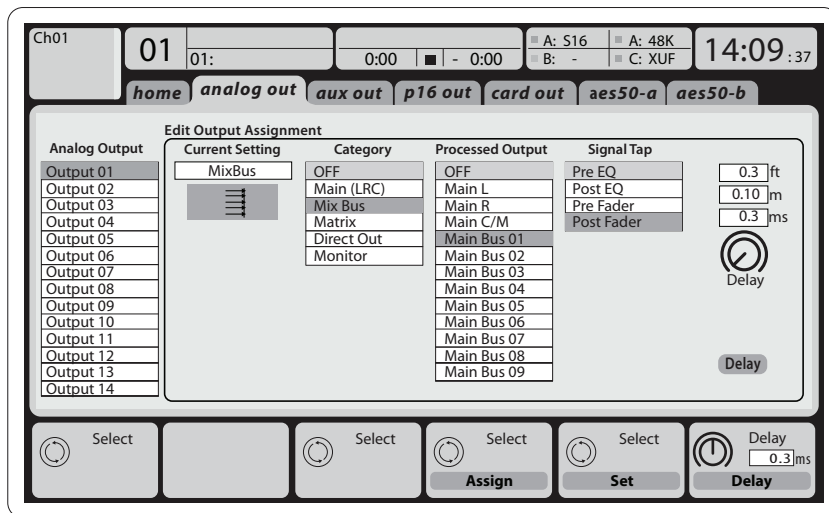 Ch01
01
01:
0:00 - 0:00
A: S16
B: -
A: 48K
C: XUF
14:09 :37
home analog out aux out p16 out card out aes50-a aes50-b
Edit Output Assignment
Analog Output Current Setting Category Processed Output Signal Tap
Output 01 MixBus OFF OFF Pre EQ 0.3 ft
Output 02 Main (LRC) Main L Post EQ 0.10 m
Output 03 Mix Bus Main R Pre Fader 0.3 ms
Output 04 Matrix Main C/M Post Fader
Output 05 Direct Out Main Bus 01
Output 06 Monitor Main Bus 02
Output 07 Main Bus 03 Delay
Output 08 Main Bus 04
Output 09 Main Bus 05
Output 10 Main Bus 06
Output 11 Main Bus 07
Output 12 Main Bus 08 Delay
Output 13 Main Bus 09
Output 14
Select Select Select Select Delay
0.3 ms
Assign Set Delay